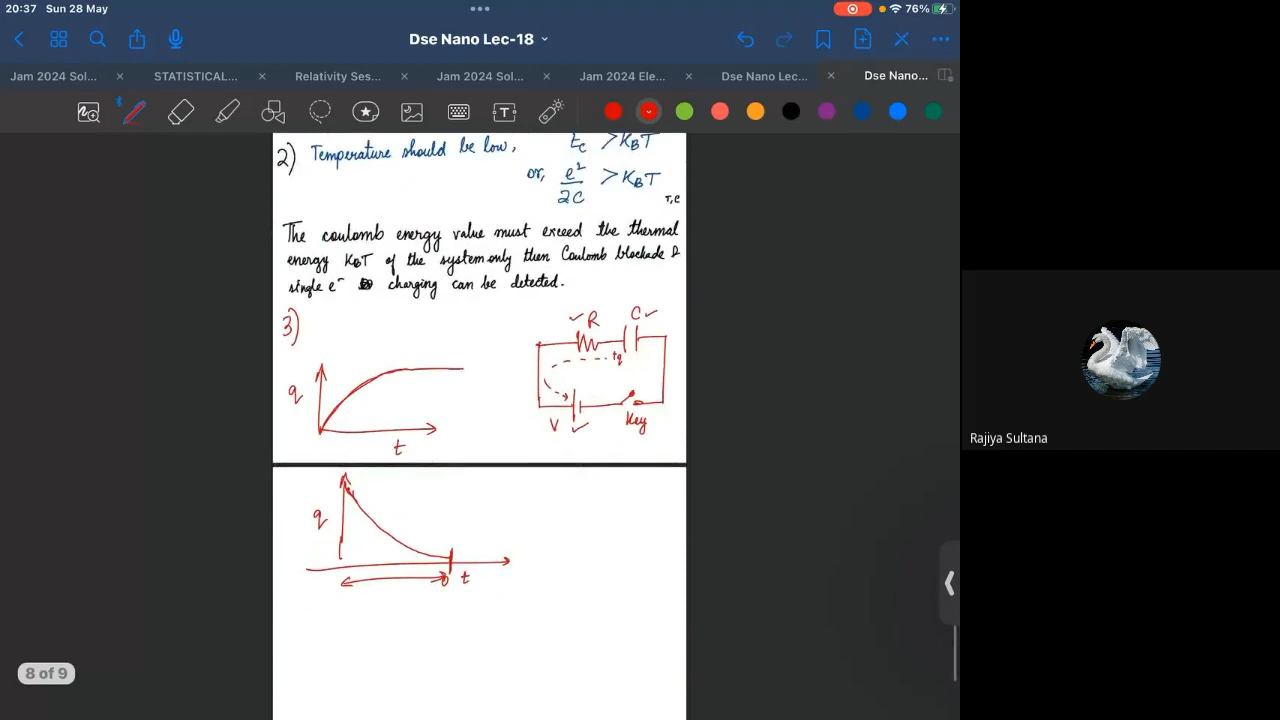 20:37 Sun 28 May
76%
Dse Nano Lec-18
Jam 2024 Sol...
STATISTICAL...
Relativity Ses...
Jam 2024 Sol...
Jam 2024 Ele...
Dse Nano Lec...
Dse Nano...
2) Temperature should be low, Ec > KBT
or, e²/2C > KBT
T, C
The coulomb energy value must exceed the thermal
energy KBT of the system only then Coulomb blockade &
single e⁻ charging can be detected.
3)
R C
+q
V Key
q
t
q
t
8 of 9
Rajiya Sultana